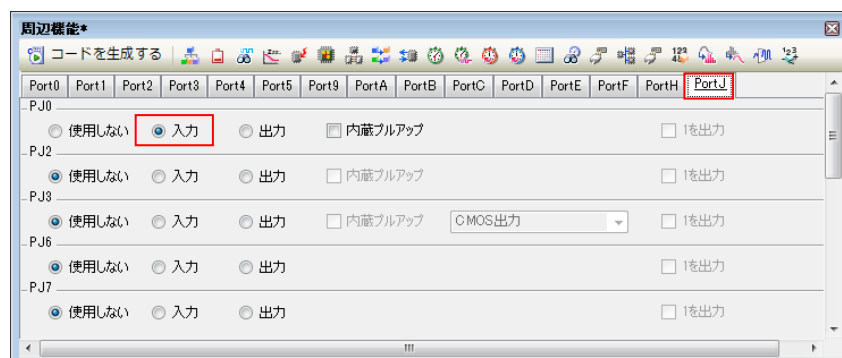 周辺機能*
コードを生成する
Port0 Port1 Port2 Port3 Port4 Port5 Port9 PortA PortB PortC PortD PortE PortF PortH PortJ
PJ0
使用しない 入力 出力 内蔵プルアップ 1を出力
PJ2
使用しない 入力 出力 内蔵プルアップ 1を出力
PJ3
使用しない 入力 出力 内蔵プルアップ CMOS出力 1を出力
PJ6
使用しない 入力 出力 1を出力
PJ7
使用しない 入力 出力 1を出力